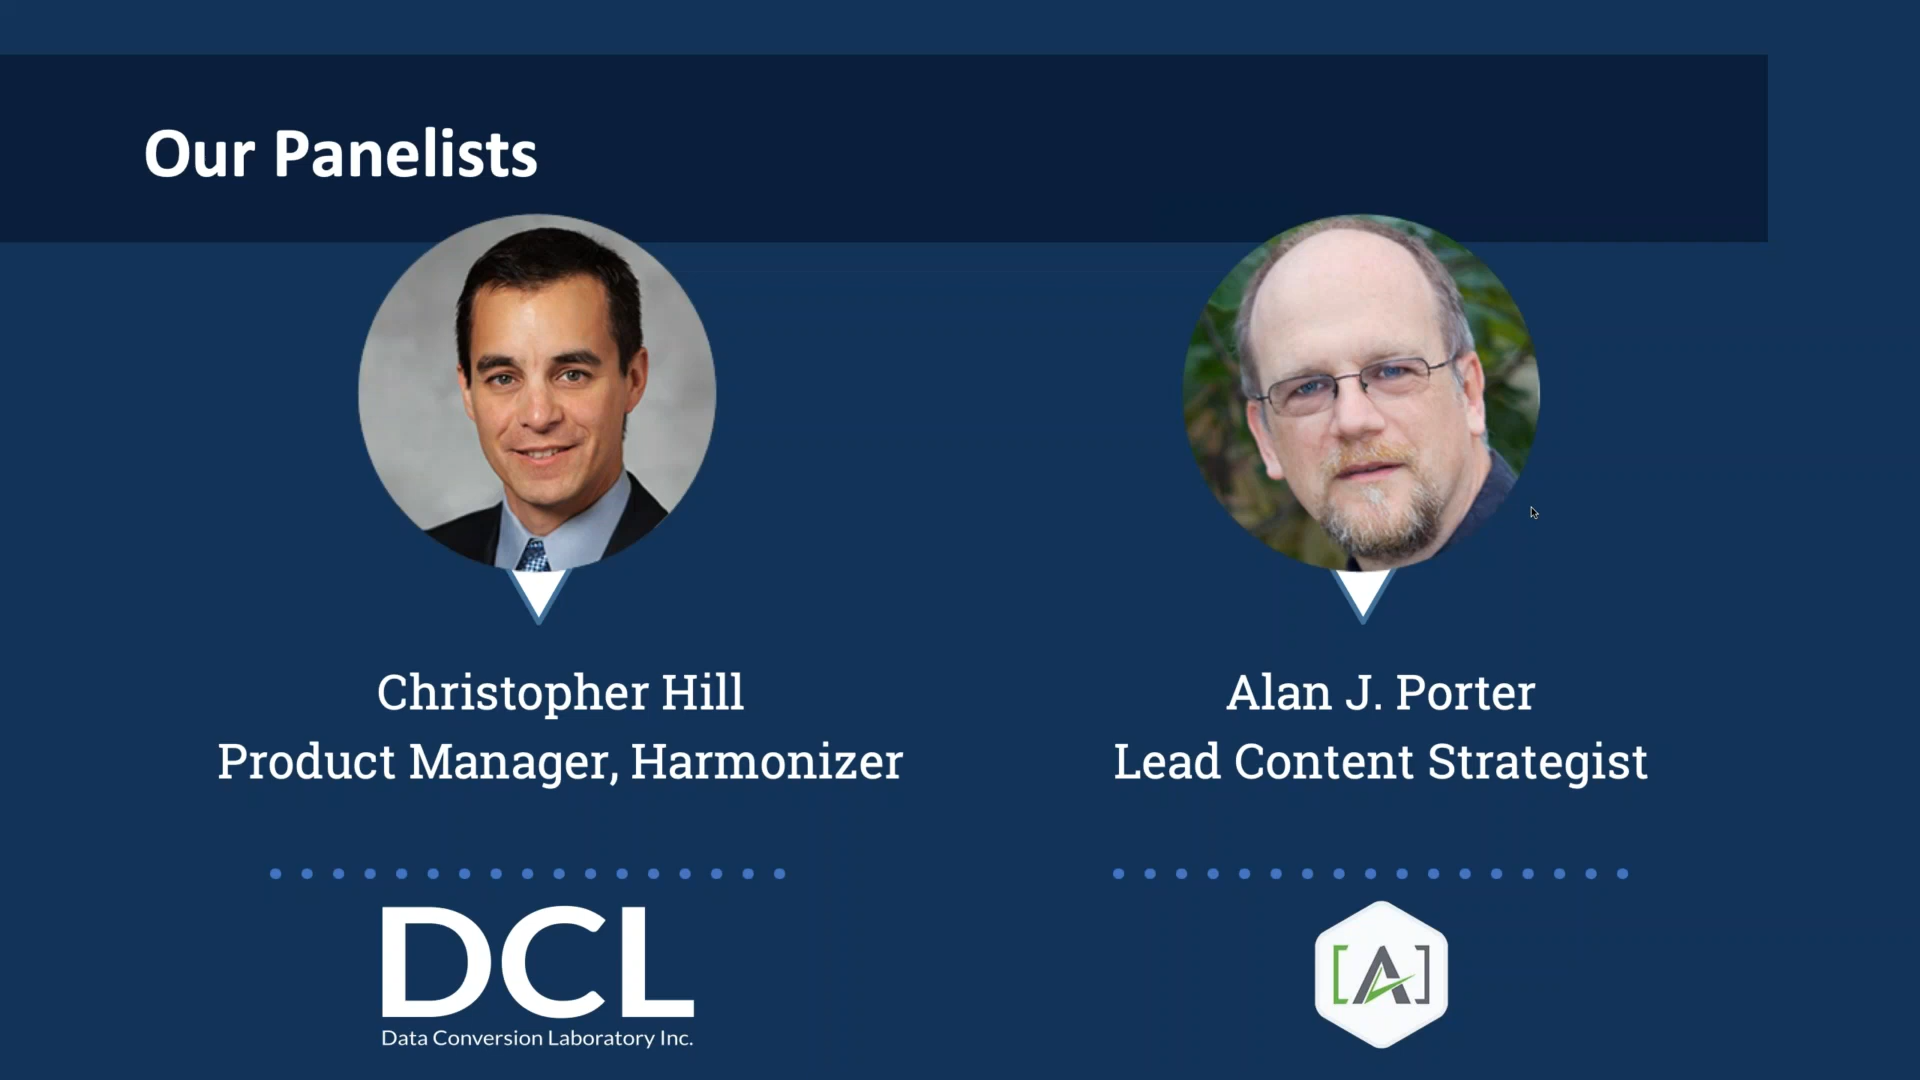 Our Panelists
Christopher Hill
Product Manager, Harmonizer
Alan J. Porter
Lead Content Strategist
DCL
Data Conversion Laboratory Inc.
[A]